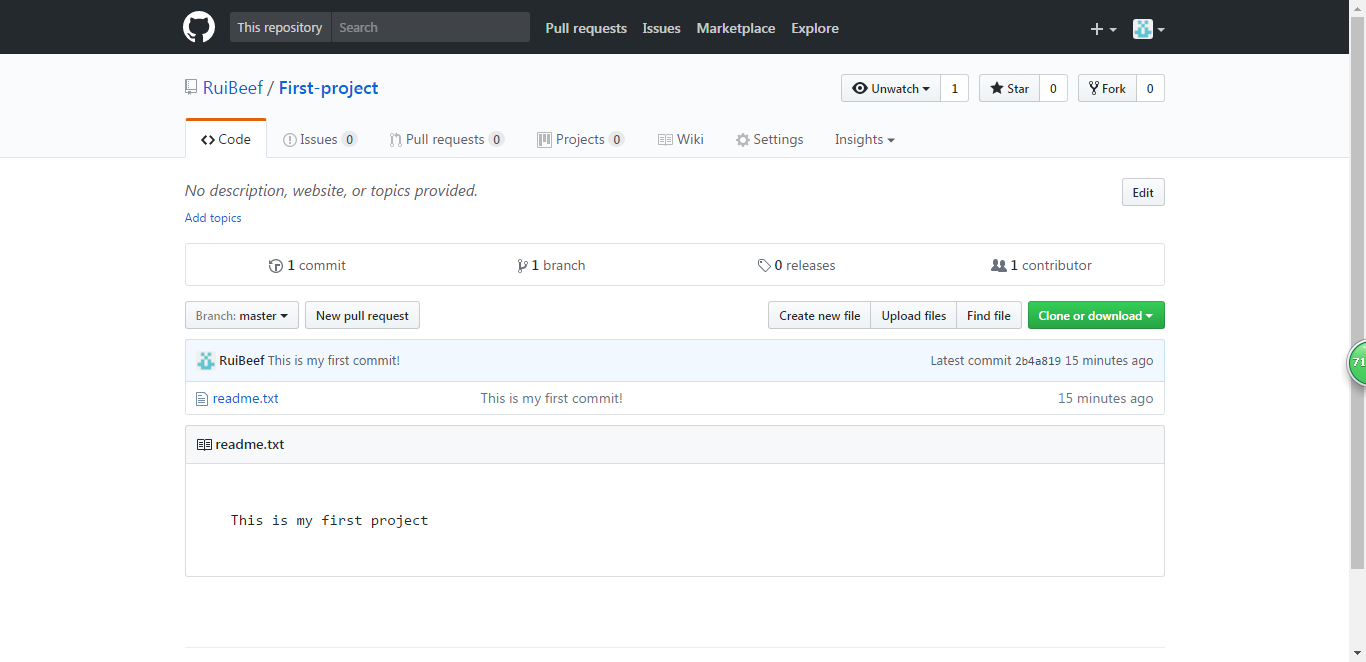 This repository Search Pull requests Issues Marketplace Explore
RuiBeef / First-project Unwatch 1 Star 0 Fork 0
Code Issues 0 Pull requests 0 Projects 0 Wiki Settings Insights
No description, website, or topics provided. Edit
Add topics
1 commit 1 branch 0 releases 1 contributor
Branch: master New pull request Create new file Upload files Find file Clone or download
RuiBeef This is my first commit! Latest commit 2b4a819 15 minutes ago
71
readme.txt This is my first commit! 15 minutes ago
readme.txt
This is my first project